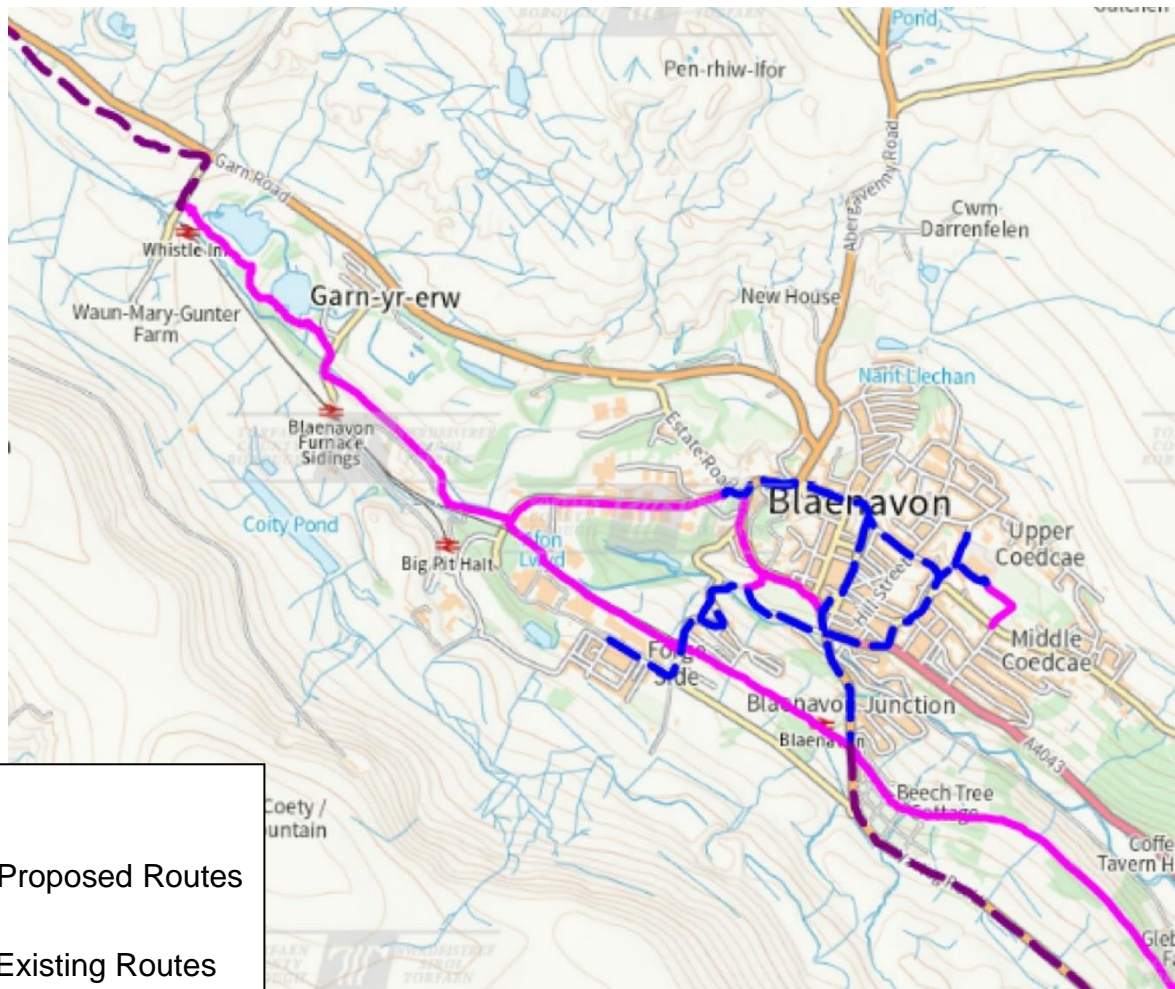 Pond,
Pen-rhiw-Ifor
Garn Road
Abergavenny Road
Cwm-
Darrenfelen
Whistle Inn
Waun-Mary-Gunter
Farm
Garn-yr-erw
New House
Nant Llechan
Blaenavon
Furnace
Sidings
Estate Road
Blaenavon
Coity Pond
Afon
Lwyd
Big Pit Halt
Hill Street
Upper
Coedcae
Middle
Coedcae
Forge
Side
Blaenavon Junction
Blaenavon
A4043
Beech Tree
Cottage
Coety /
Tavern H
Proposed Routes
Existing Routes